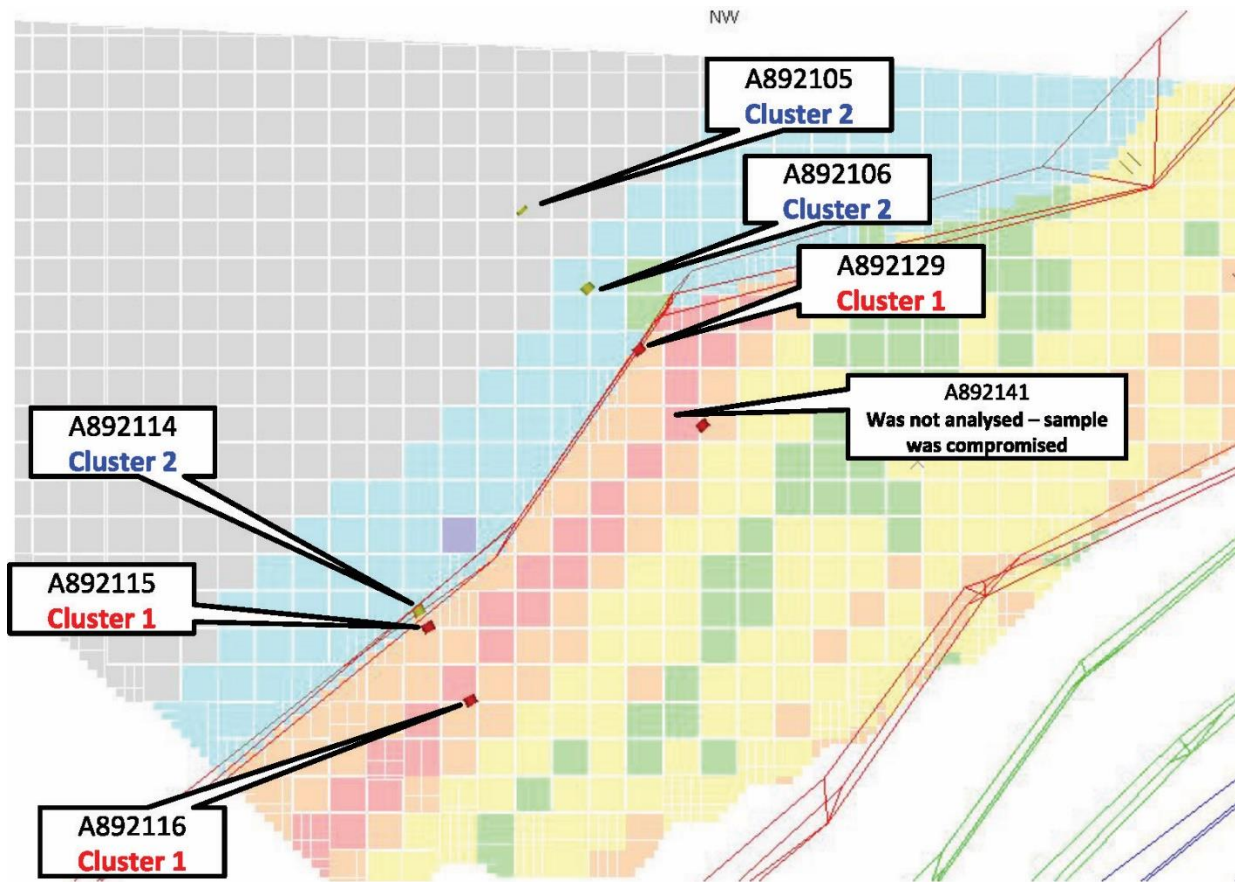 NW
A892105
Cluster 2
A892106
Cluster 2
A892129
Cluster 1
A892141
Was not analysed – sample
was compromised
A892114
Cluster 2
A892115
Cluster 1
A892116
Cluster 1